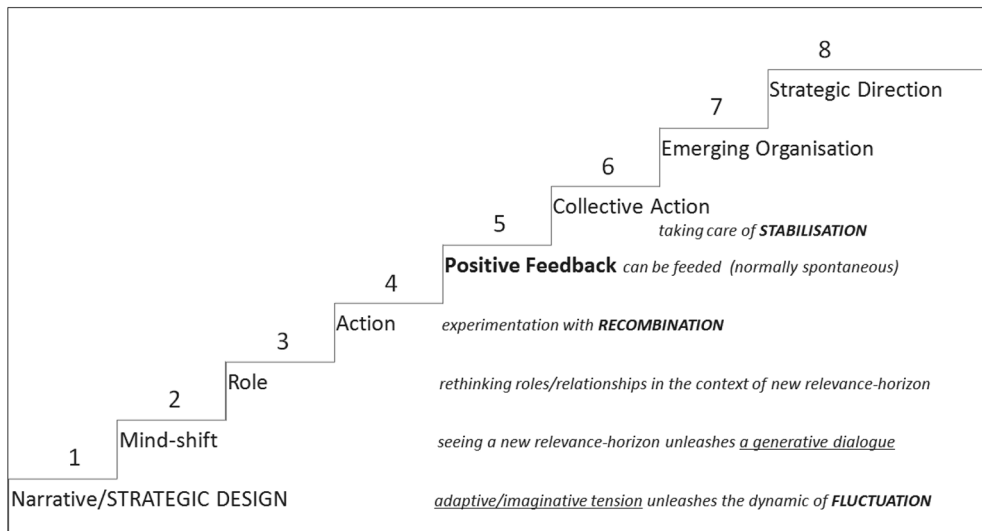 8
Strategic Direction
7
Emerging Organisation
6
Collective Action
taking care of STABILISATION
5
Positive Feedback can be feeded (normally spontaneous)
4
Action experimentation with RECOMBINATION
3
Role rethinking roles/relationships in the context of new relevance-horizon
2
Mind-shift seeing a new relevance-horizon unleashes a generative dialogue
1
Narrative/STRATEGIC DESIGN adaptive/imaginative tension unleashes the dynamic of FLUCTUATION